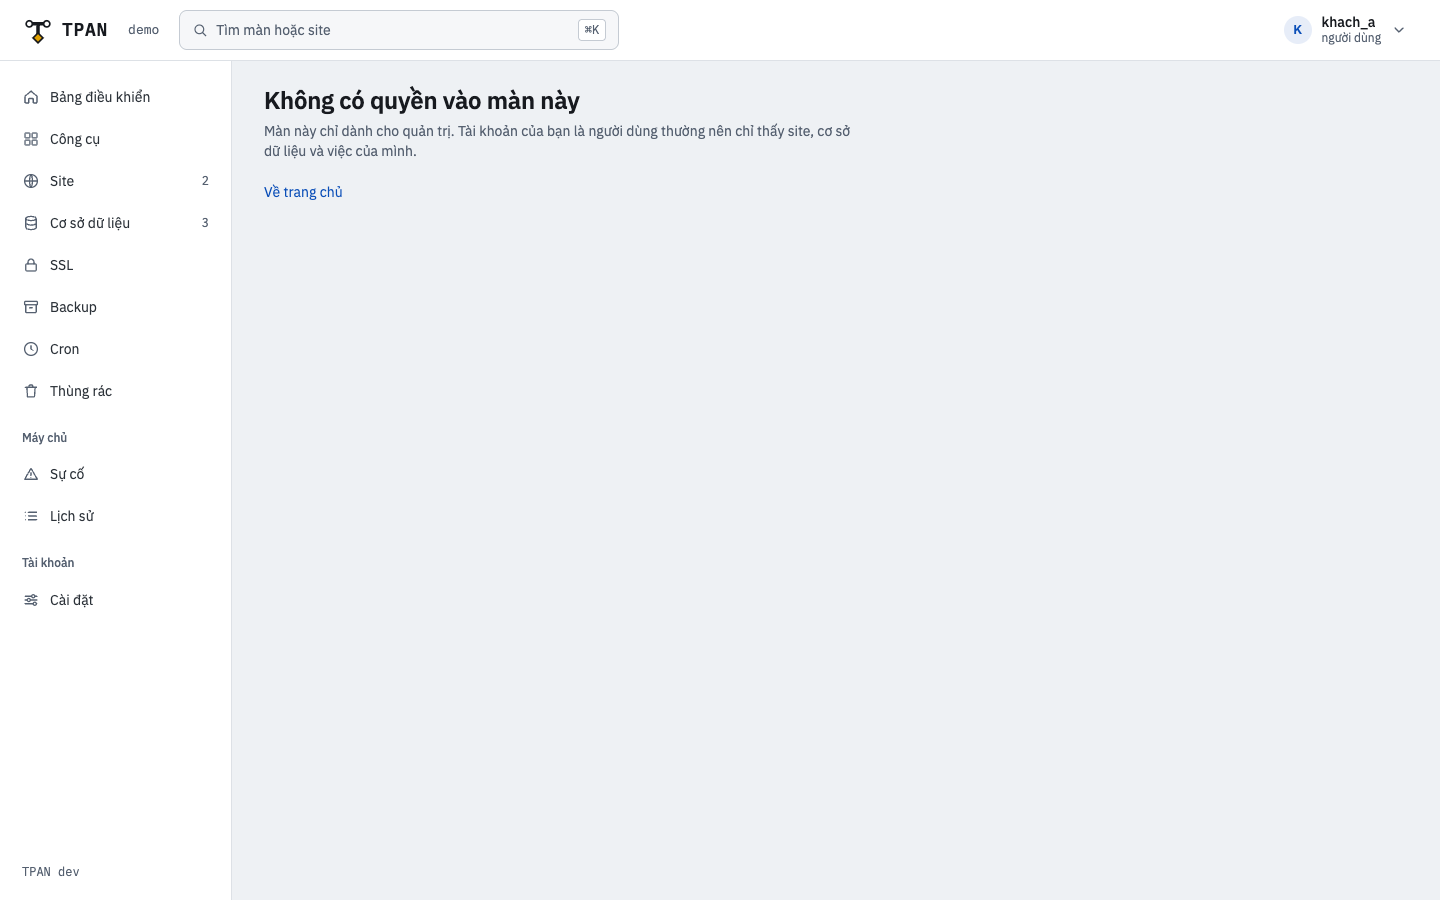 TPAN
demo
Tìm màn hoặc site
⌘K
K
khach_a
người dùng
Bảng điều khiển
Công cụ
Site 2
Cơ sở dữ liệu 3
SSL
Backup
Cron
Thùng rác
Máy chủ
Sự cố
Lịch sử
Tài khoản
Cài đặt
TPAN dev
Không có quyền vào màn này
Màn này chỉ dành cho quản trị. Tài khoản của bạn là người dùng thường nên chỉ thấy site, cơ sở
dữ liệu và việc của mình.
Về trang chủ